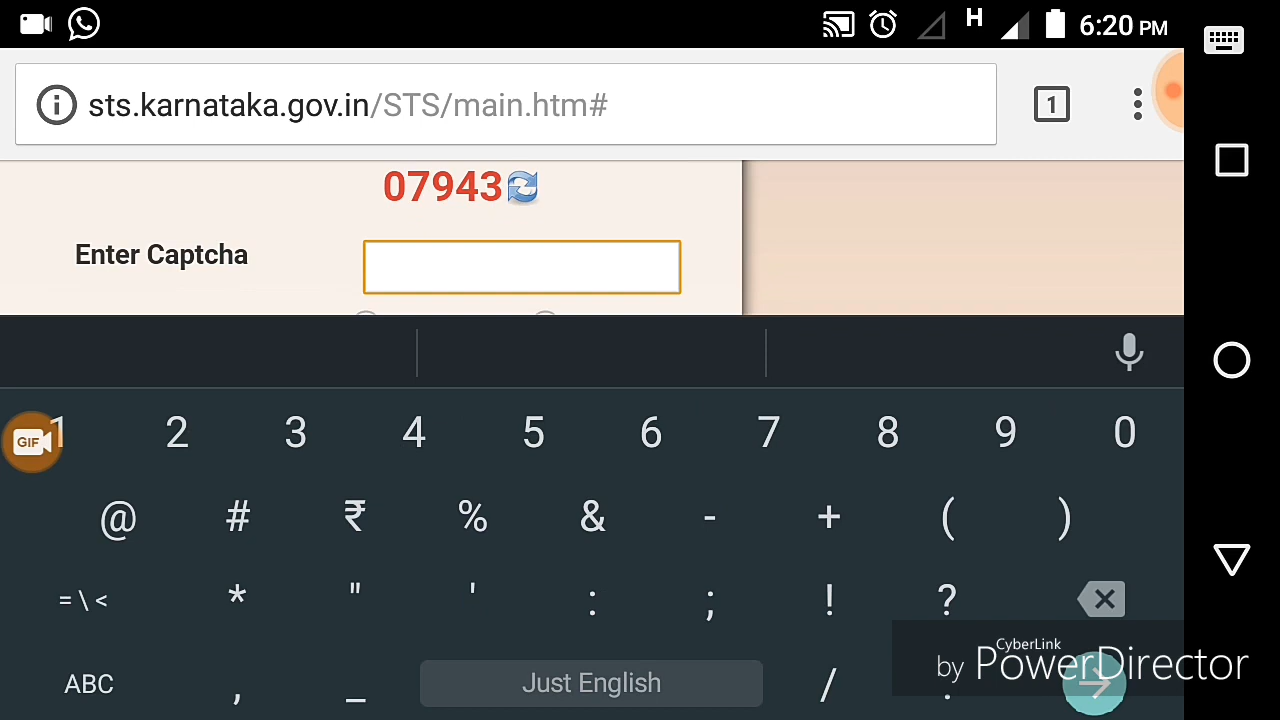 H 6:20 PM
sts.karnataka.gov.in/STS/main.htm# 1
07943
Enter Captcha
1 2 3 4 5 6 7 8 9 0
GIF
@ # ₹ % & - + ( )
= \ < * " ' : ; ! ?
ABC , _ Just English / .
CyberLink
by PowerDirector